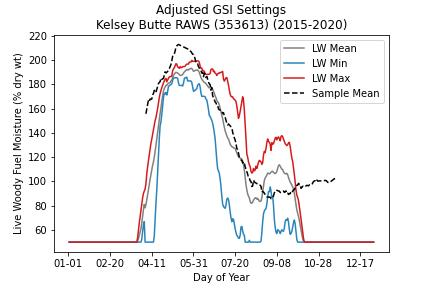 Adjusted GSI Settings
Kelsey Butte RAWS (353613) (2015-2020)
220
200
180
160
140
120
100
80
60
Live Woody Fuel Moisture (% dry wt)
LW Mean
LW Min
LW Max
Sample Mean
01-01 02-20 04-11 05-31 07-20 09-08 10-28 12-17
Day of Year